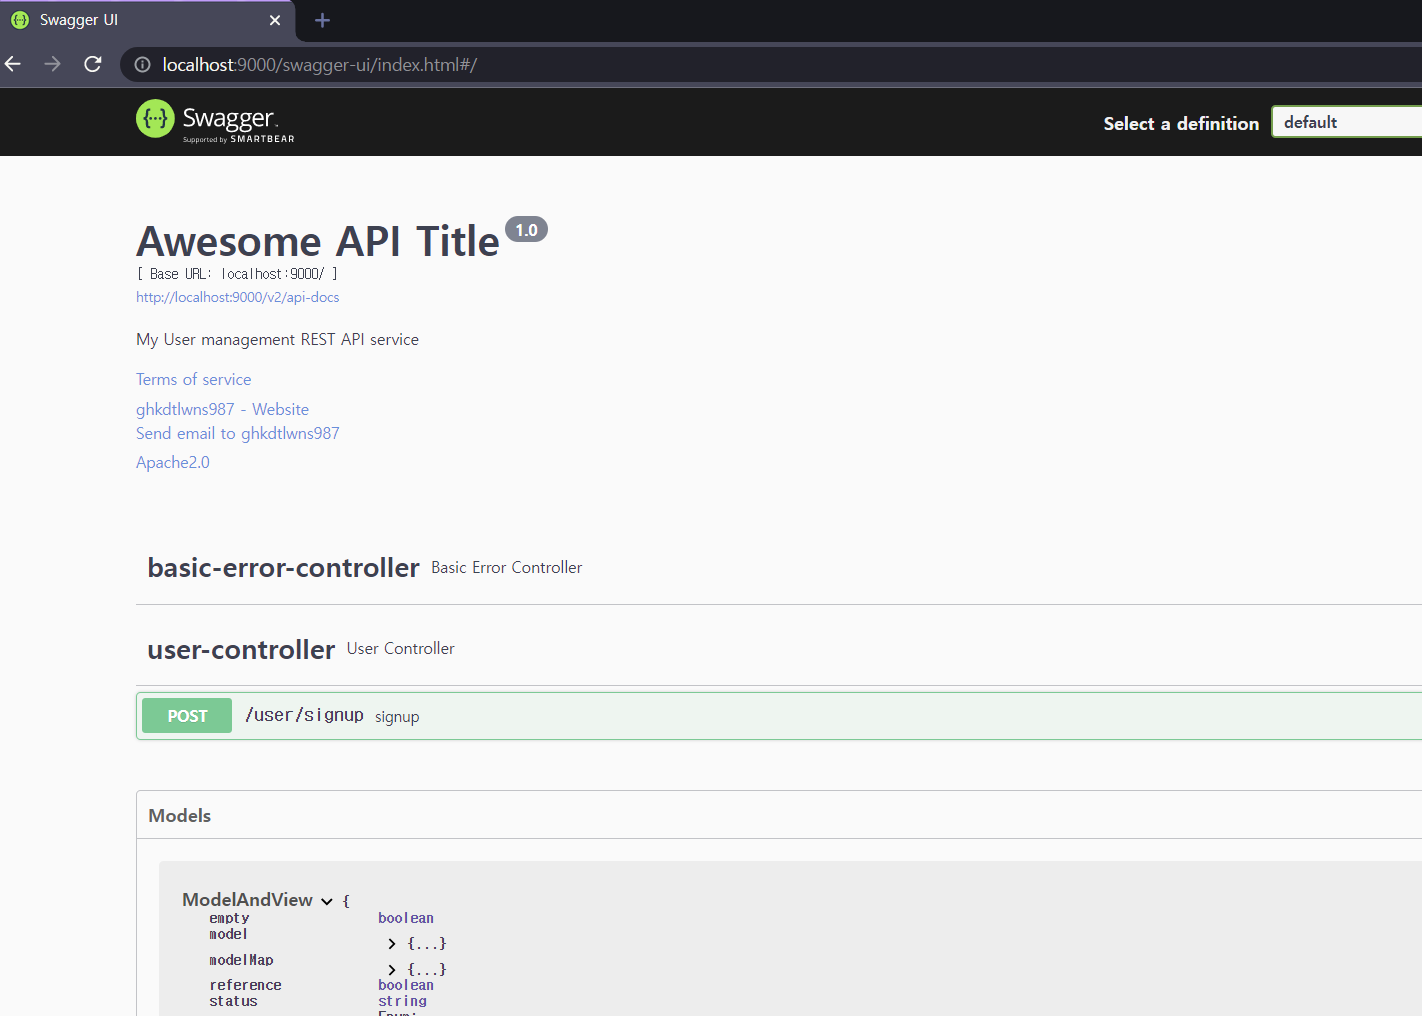 Swagger UI
localhost:9000/swagger-ui/index.html#/
Swagger
Supported by SMARTBEAR
Select a definition
default
Awesome API Title 1.0
[ Base URL: localhost:9000/ ]
http://localhost:9000/v2/api-docs
My User management REST API service
Terms of service
ghkdtlwns987 - Website
Send email to ghkdtlwns987
Apache2.0
basic-error-controller Basic Error Controller
user-controller User Controller
POST /user/signup signup
Models
ModelAndView {
empty boolean
model {...}
modelMap {...}
reference boolean
status string
Enum: